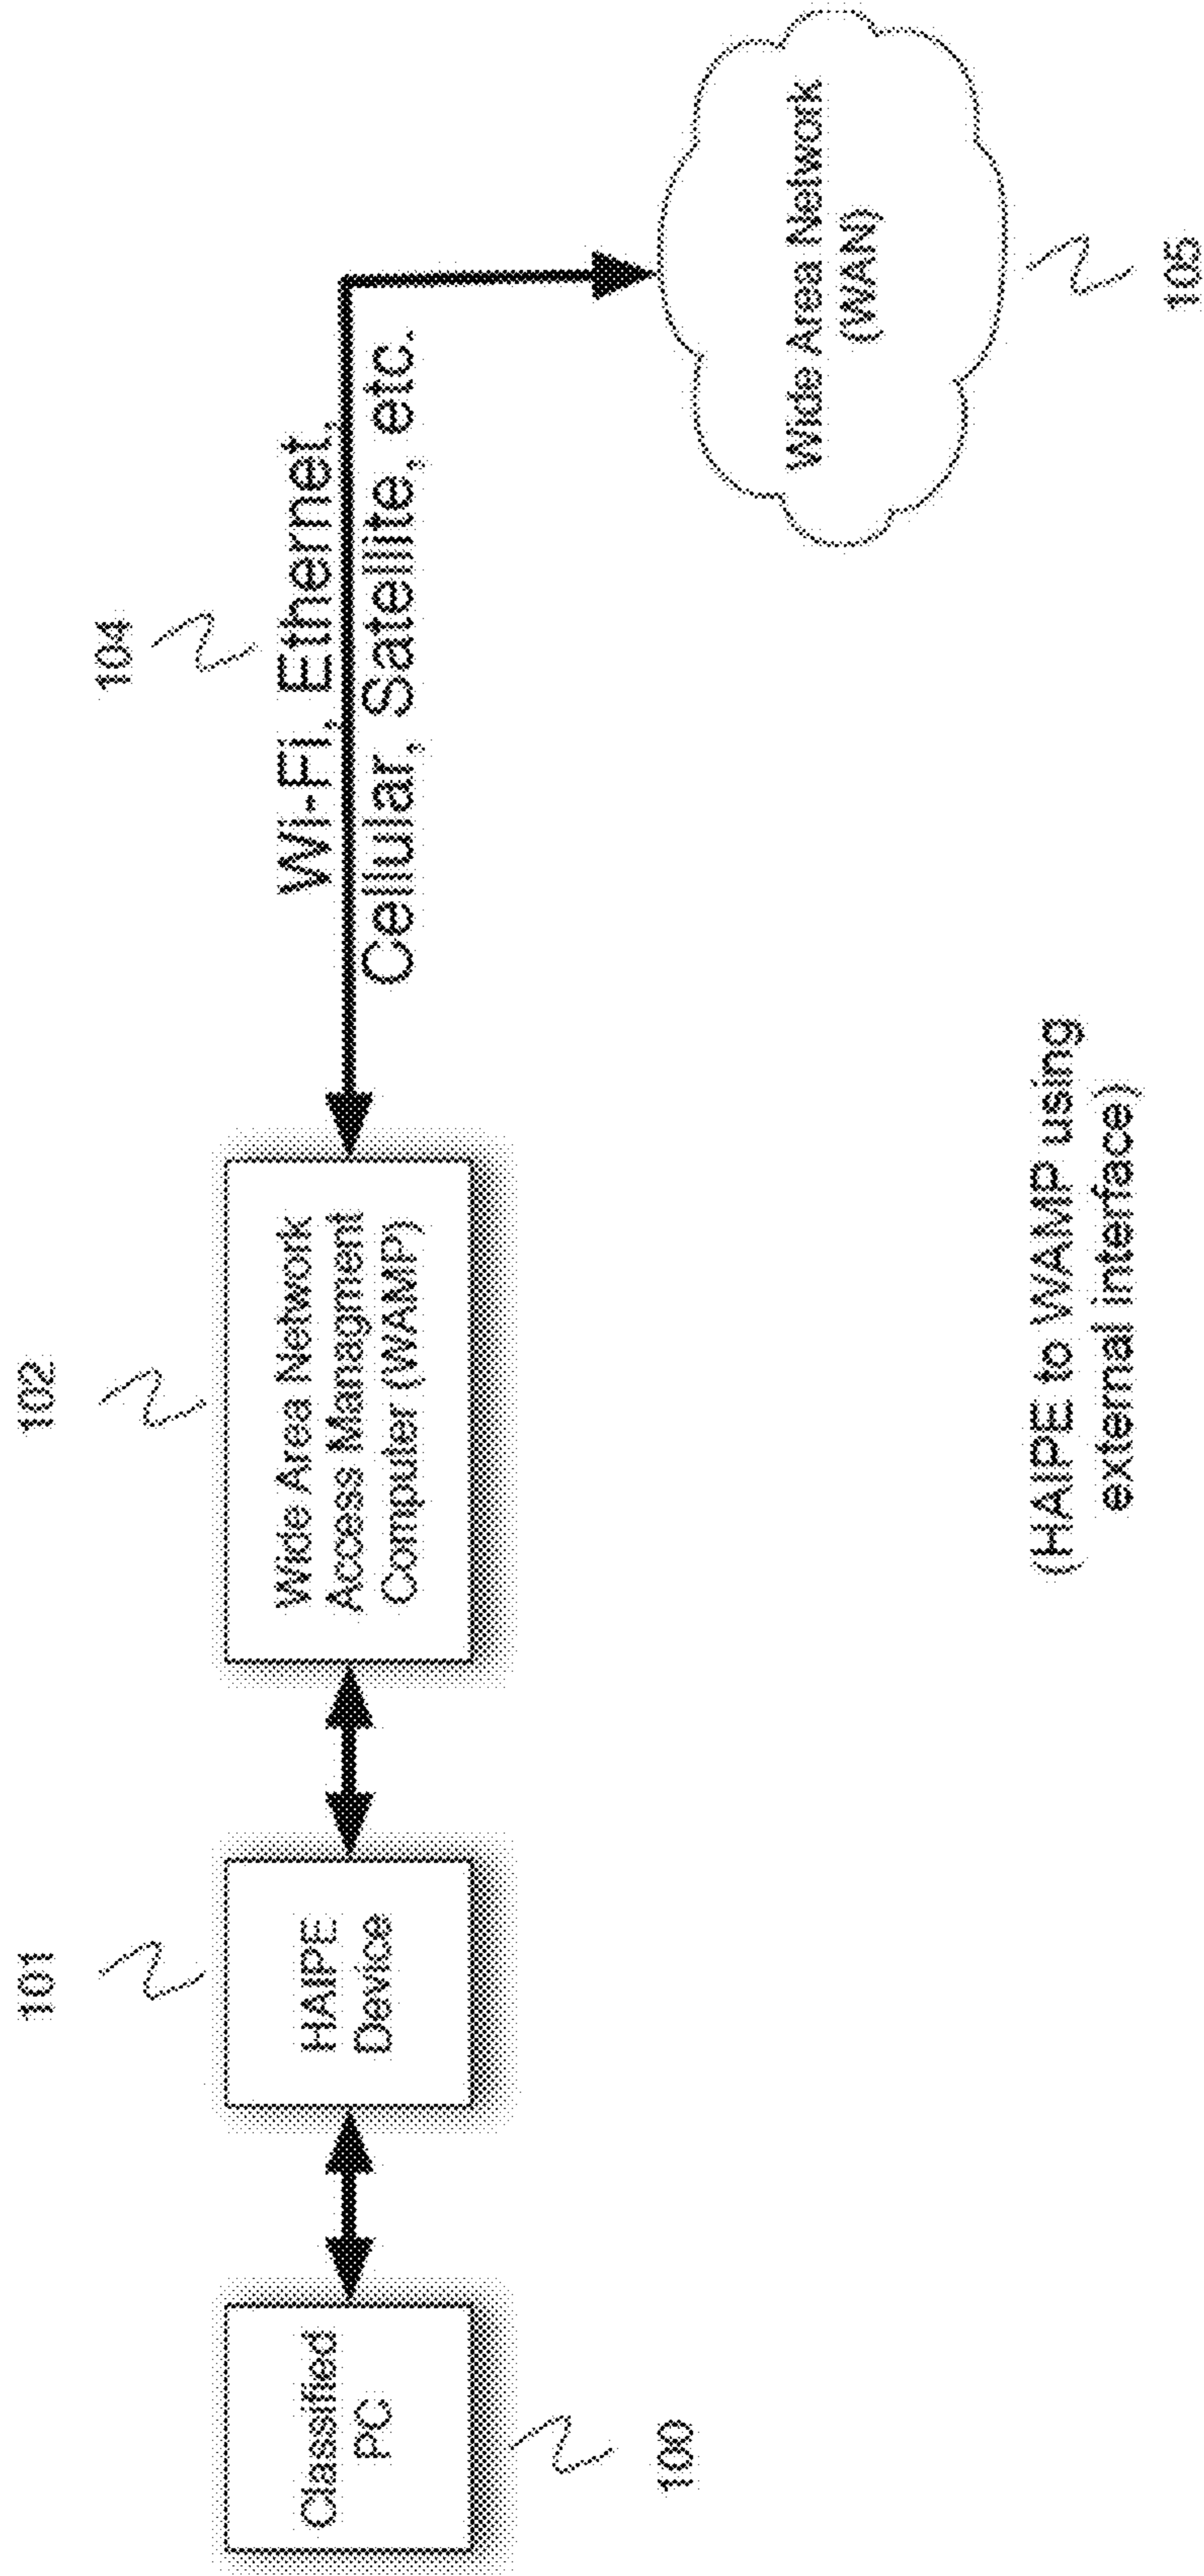 104
Wi-Fi, Ethernet,
Cellular, Satellite, etc.
102
Wide Area Network
Access Managment
Computer (WAMP)
101
HAIPE
Device
Classified
PC
100
Wide Area Network
(WAN)
105
(HAIPE to WAMP using
external interface)